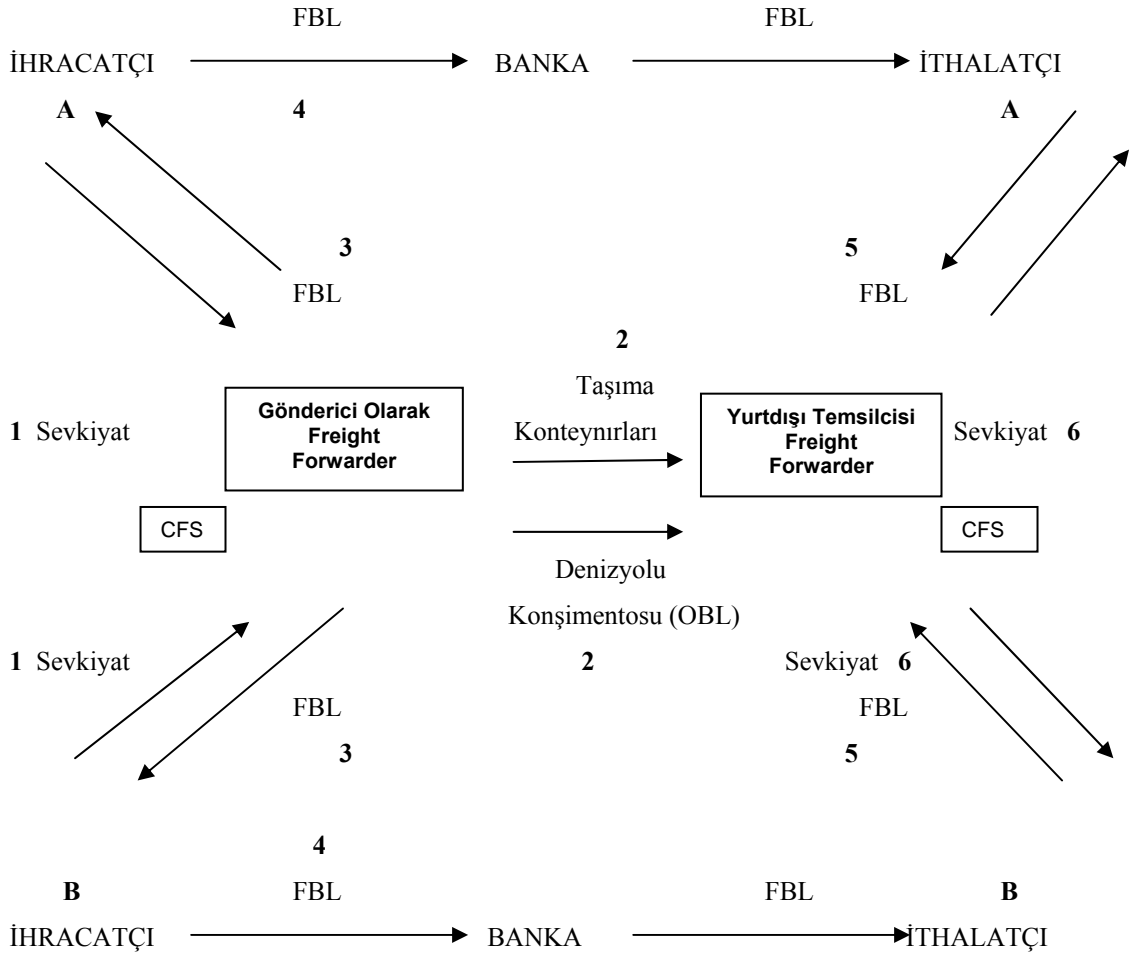 FBL FBL
İHRACATÇI BANKA İTHALATÇI
A 4 A
3 5
FBL FBL
2
Taşıma
Gönderici Olarak
Freight
Forwarder
Yurtdışı Temsilcisi
Freight
Forwarder
1 Sevkiyat Konteynırları Sevkiyat 6
CFS CFS
Denizyolu
Konşimentosu (OBL)
1 Sevkiyat 2 Sevkiyat 6
FBL FBL
3 5
4
B FBL FBL B
İHRACATÇI BANKA İTHALATÇI